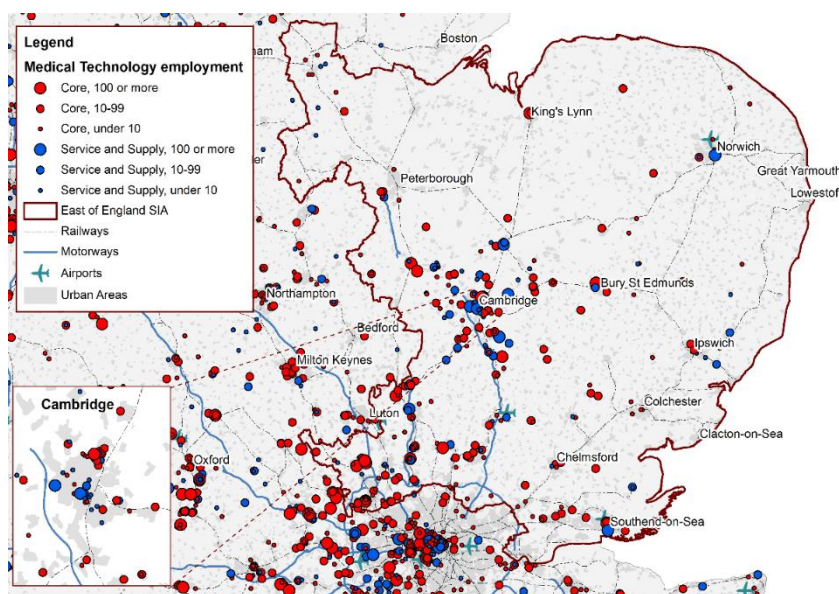 Legend
Medical Technology employment
Core, 100 or more
Core, 10-99
Core, under 10
Service and Supply, 100 or more
Service and Supply, 10-99
Service and Supply, under 10
East of England SIA
Railways
Motorways
Airports
Urban Areas
Boston
King's Lynn
Norwich
Great Yarmouth
Lowestof
Peterborough
Bury St Edmunds
Cambridge
Northampton
Bedford
Ipswich
Milton Keynes
Colchester
Luton
Clacton-on-Sea
Cambridge
Chelmsford
Oxford
Southend-on-Sea